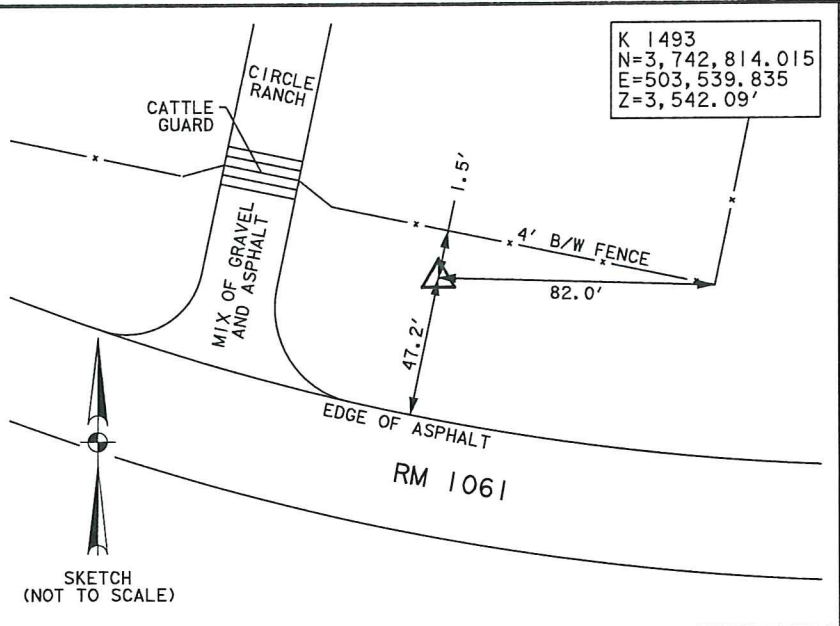 K 1493
N=3,742,814.015
E=503,539.835
Z=3,542.09'
CIRCLE
RANCH
CATTLE
GUARD
1.5'
4' B/W FENCE
82.0'
MIX OF GRAVEL
AND ASPHALT
47.2'
EDGE OF ASPHALT
RM 1061
SKETCH
(NOT TO SCALE)